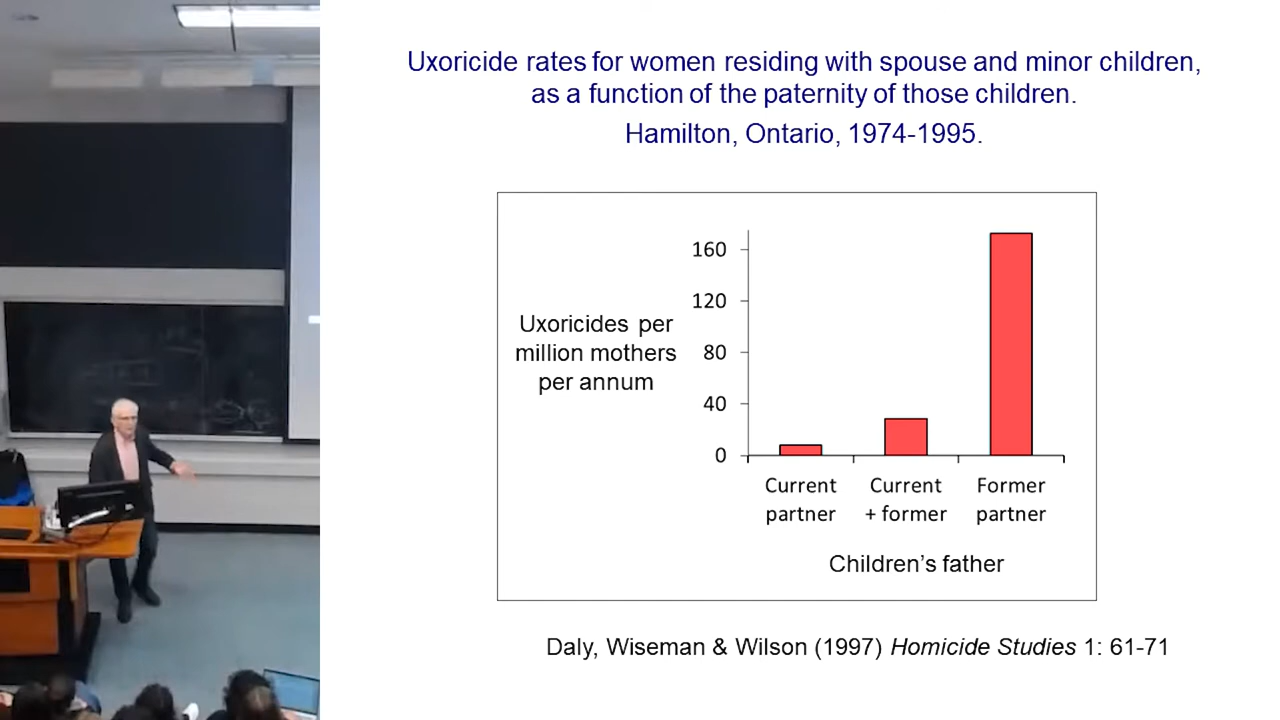 Uxoricide rates for women residing with spouse and minor children,
as a function of the paternity of those children.
Hamilton, Ontario, 1974-1995.
Uxoricides per
million mothers
per annum
160
120
80
40
0
Current
partner
Current
+ former
Former
partner
Children’s father
Daly, Wiseman & Wilson (1997) Homicide Studies 1: 61-71